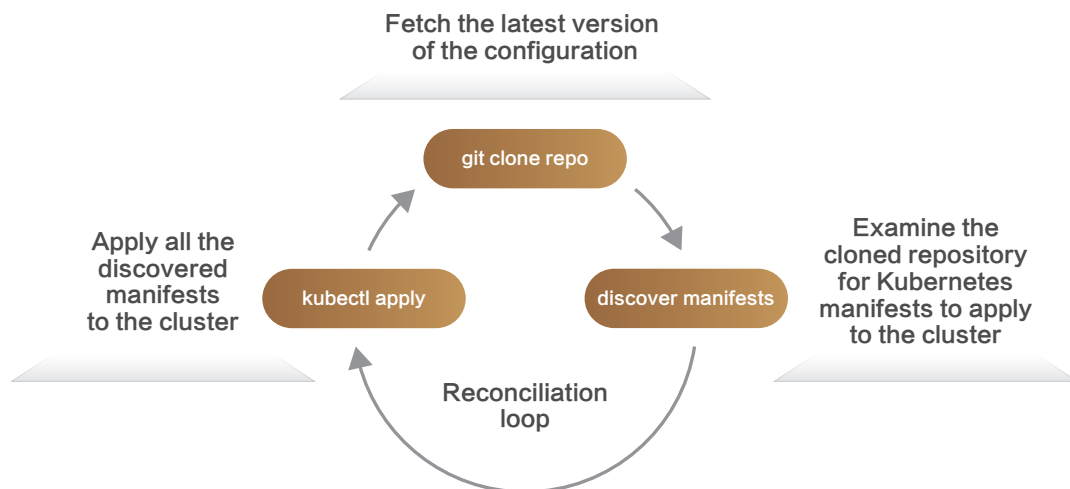 Fetch the latest version
of the configuration
git clone repo
Apply all the
discovered
manifests
to the cluster
kubectl apply
discover manifests
Examine the
cloned repository
for Kubernetes
manifests to apply
to the cluster
Reconciliation
loop